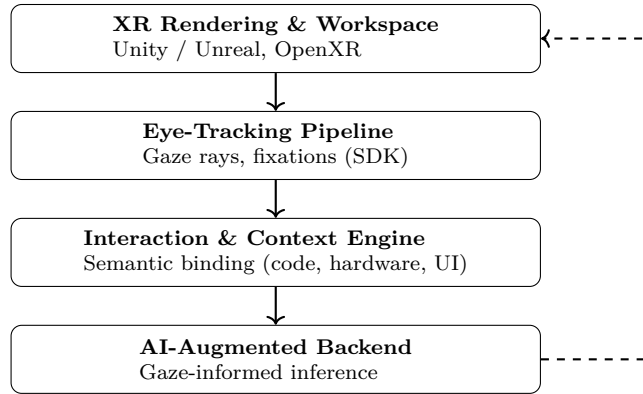 XR Rendering & Workspace
Unity / Unreal, OpenXR
Eye-Tracking Pipeline
Gaze rays, fixations (SDK)
Interaction & Context Engine
Semantic binding (code, hardware, UI)
AI-Augmented Backend
Gaze-informed inference